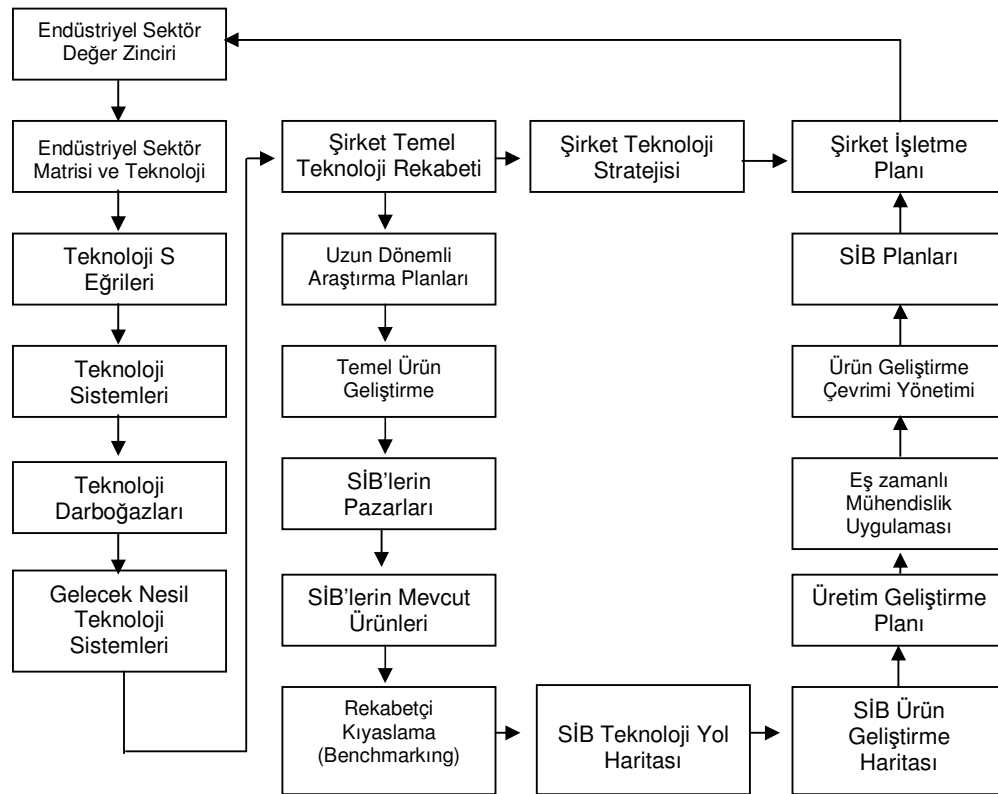 Endüstriyel Sektör
Değer Zinciri
Endüstriyel Sektör
Matrisi ve Teknoloji
Teknoloji S
Eğrileri
Teknoloji
Sistemleri
Teknoloji
Darboğazları
Gelecek Nesil
Teknoloji
Sistemleri
Şirket Temel
Teknoloji Rekabeti
Uzun Dönemli
Araştırma Planları
Temel Ürün
Geliştirme
SİB’lerin
Pazarları
SİB’lerin Mevcut
Ürünleri
Rekabetçi
Kıyaslama
(Benchmarkıng)
Şirket Teknoloji
Stratejisi
SİB Teknoloji Yol
Haritası
Şirket İşletme
Planı
SİB Planları
Ürün Geliştirme
Çevrimi Yönetimi
Eş zamanlı
Mühendislik
Uygulaması
Üretim Geliştirme
Planı
SİB Ürün
Geliştirme
Haritası